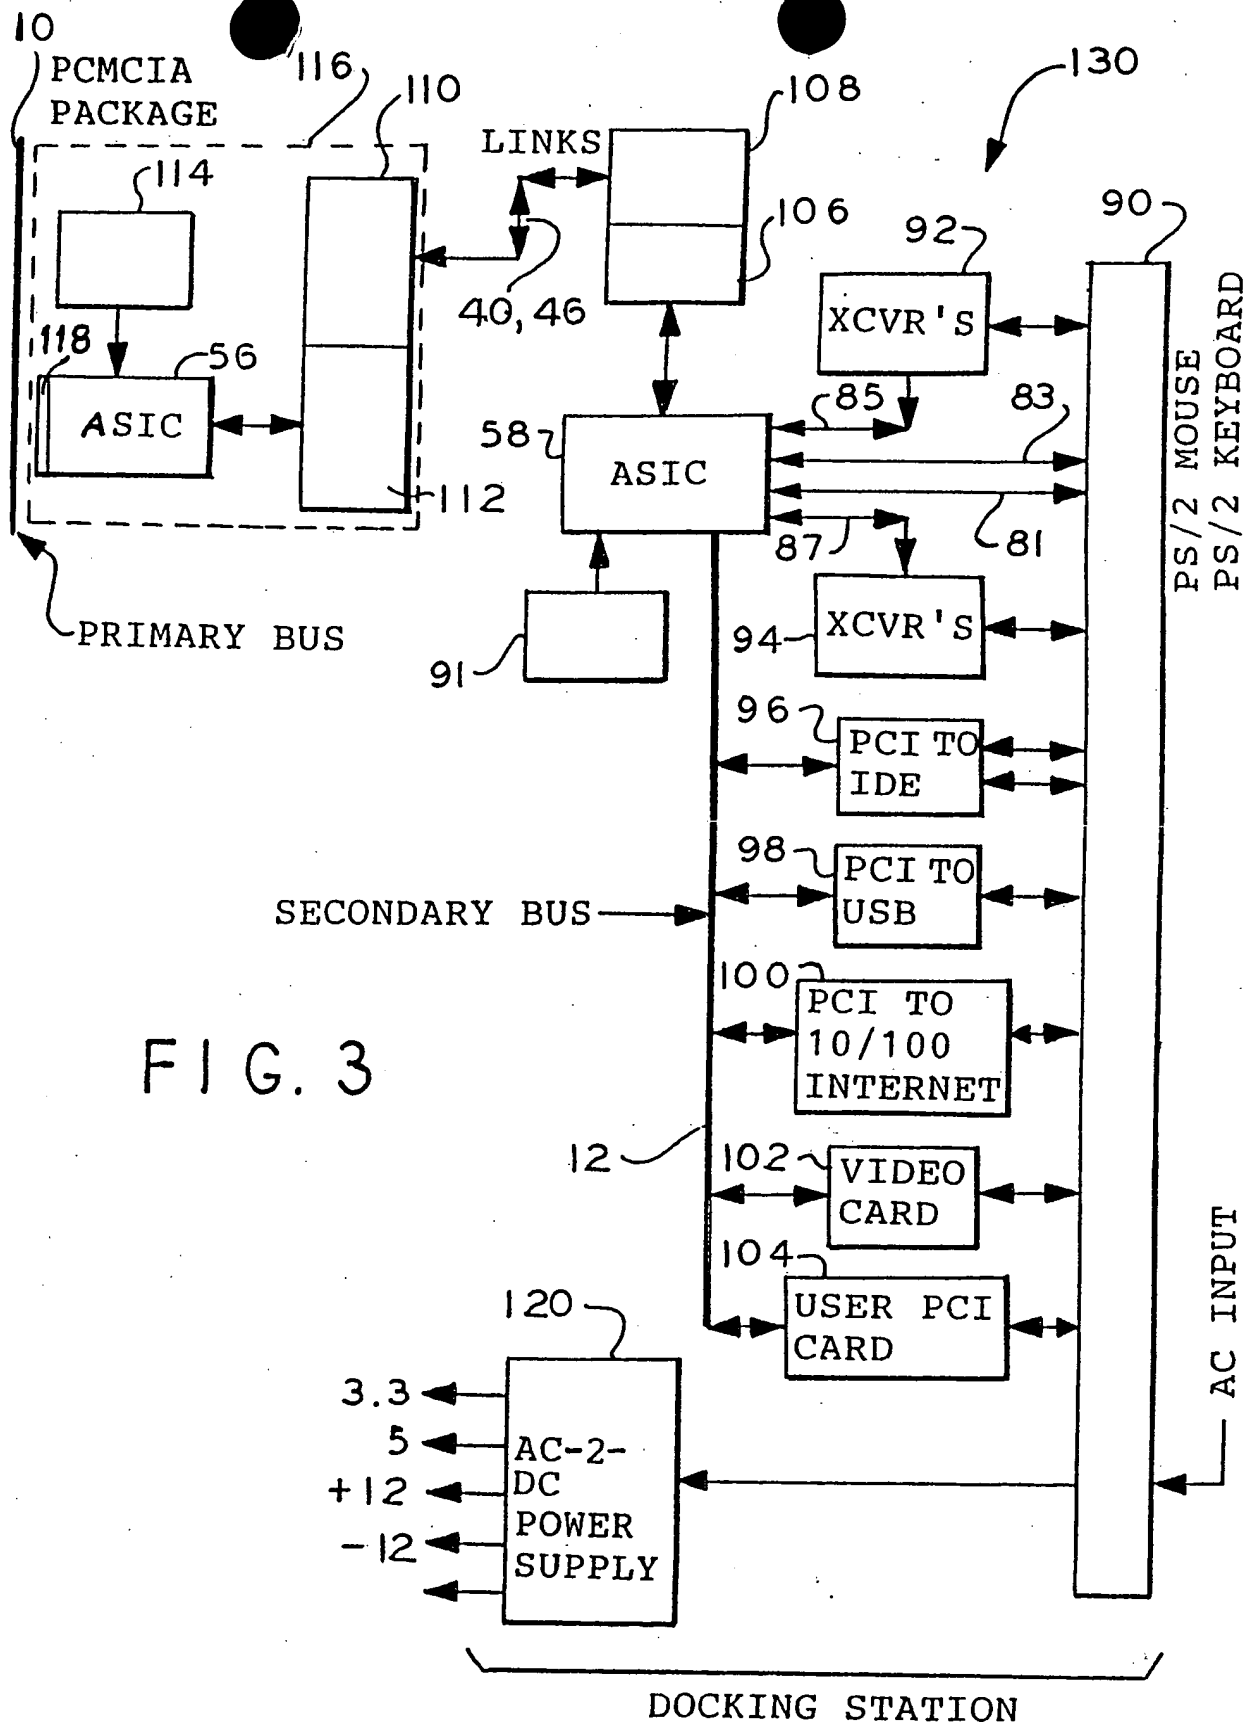 10
PCMCIA
PACKAGE
116
110
114
118
56
ASIC
112
PRIMARY BUS
LINKS
40, 46
108
106
130
90
92
XCVR'S
85
83
58
ASIC
87
81
PS/2 MOUSE
PS/2 KEYBOARD
91
94
XCVR'S
96
PCI TO
IDE
98
PCI TO
USB
SECONDARY BUS
100
PCI TO
10/100
INTERNET
FIG. 3
12
102
VIDEO
CARD
104
USER PCI
CARD
AC INPUT
120
3.3
5
+12
-12
AC-2-
DC
POWER
SUPPLY
DOCKING STATION